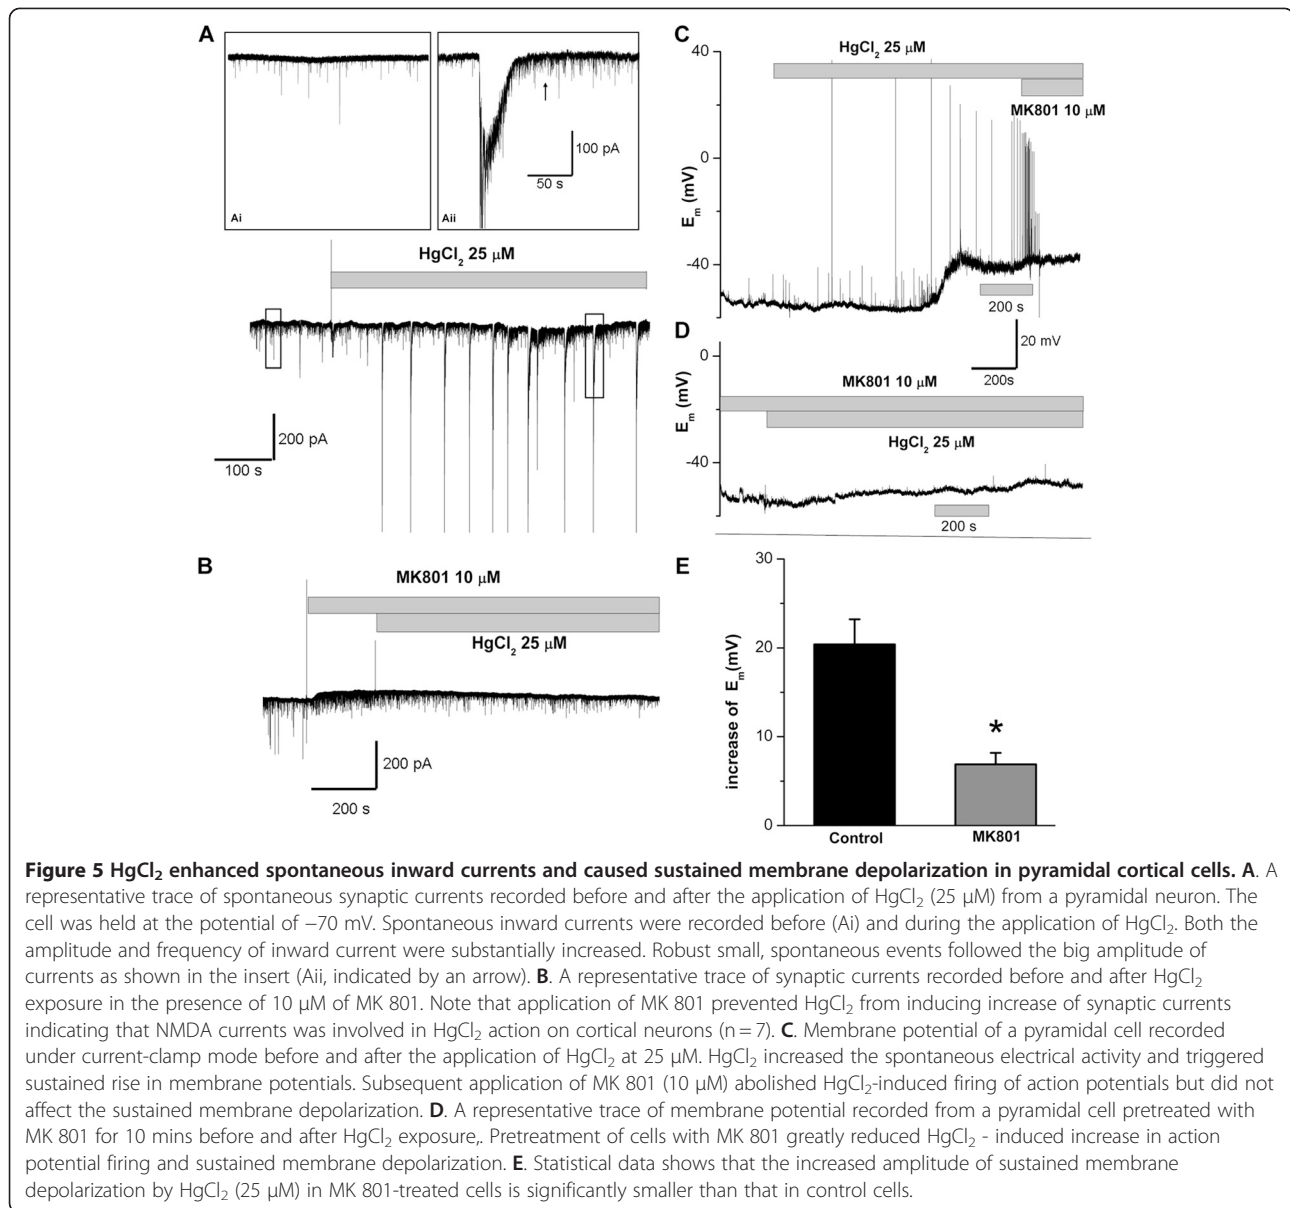 A
Ai
Aii
100 pA
50 s
HgCl₂ 25 μM
200 pA
100 s
B
MK801 10 μM
HgCl₂ 25 μM
200 pA
200 s
C
40
0
-40
Eₘ (mV)
HgCl₂ 25 μM
MK801 10 μM
200 s
20 mV
200s
D
0
-40
Eₘ (mV)
MK801 10 μM
HgCl₂ 25 μM
200 s
E
30
20
10
0
increase of Eₘ(mV)
*
Control
MK801
Figure 5 HgCl₂ enhanced spontaneous inward currents and caused sustained membrane depolarization in pyramidal cortical cells. A. A
representative trace of spontaneous synaptic currents recorded before and after the application of HgCl₂ (25 μM) from a pyramidal neuron. The
cell was held at the potential of −70 mV. Spontaneous inward currents were recorded before (Ai) and during the application of HgCl₂. Both the
amplitude and frequency of inward current were substantially increased. Robust small, spontaneous events followed the big amplitude of
currents as shown in the insert (Aii, indicated by an arrow). B. A representative trace of synaptic currents recorded before and after HgCl₂
exposure in the presence of 10 μM of MK 801. Note that application of MK 801 prevented HgCl₂ from inducing increase of synaptic currents
indicating that NMDA currents was involved in HgCl₂ action on cortical neurons (n = 7). C. Membrane potential of a pyramidal cell recorded
under current-clamp mode before and after the application of HgCl₂ at 25 μM. HgCl₂ increased the spontaneous electrical activity and triggered
sustained rise in membrane potentials. Subsequent application of MK 801 (10 μM) abolished HgCl₂-induced firing of action potentials but did not
affect the sustained membrane depolarization. D. A representative trace of membrane potential recorded from a pyramidal cell pretreated with
MK 801 for 10 mins before and after HgCl₂ exposure,. Pretreatment of cells with MK 801 greatly reduced HgCl₂ - induced increase in action
potential firing and sustained membrane depolarization. E. Statistical data shows that the increased amplitude of sustained membrane
depolarization by HgCl₂ (25 μM) in MK 801-treated cells is significantly smaller than that in control cells.